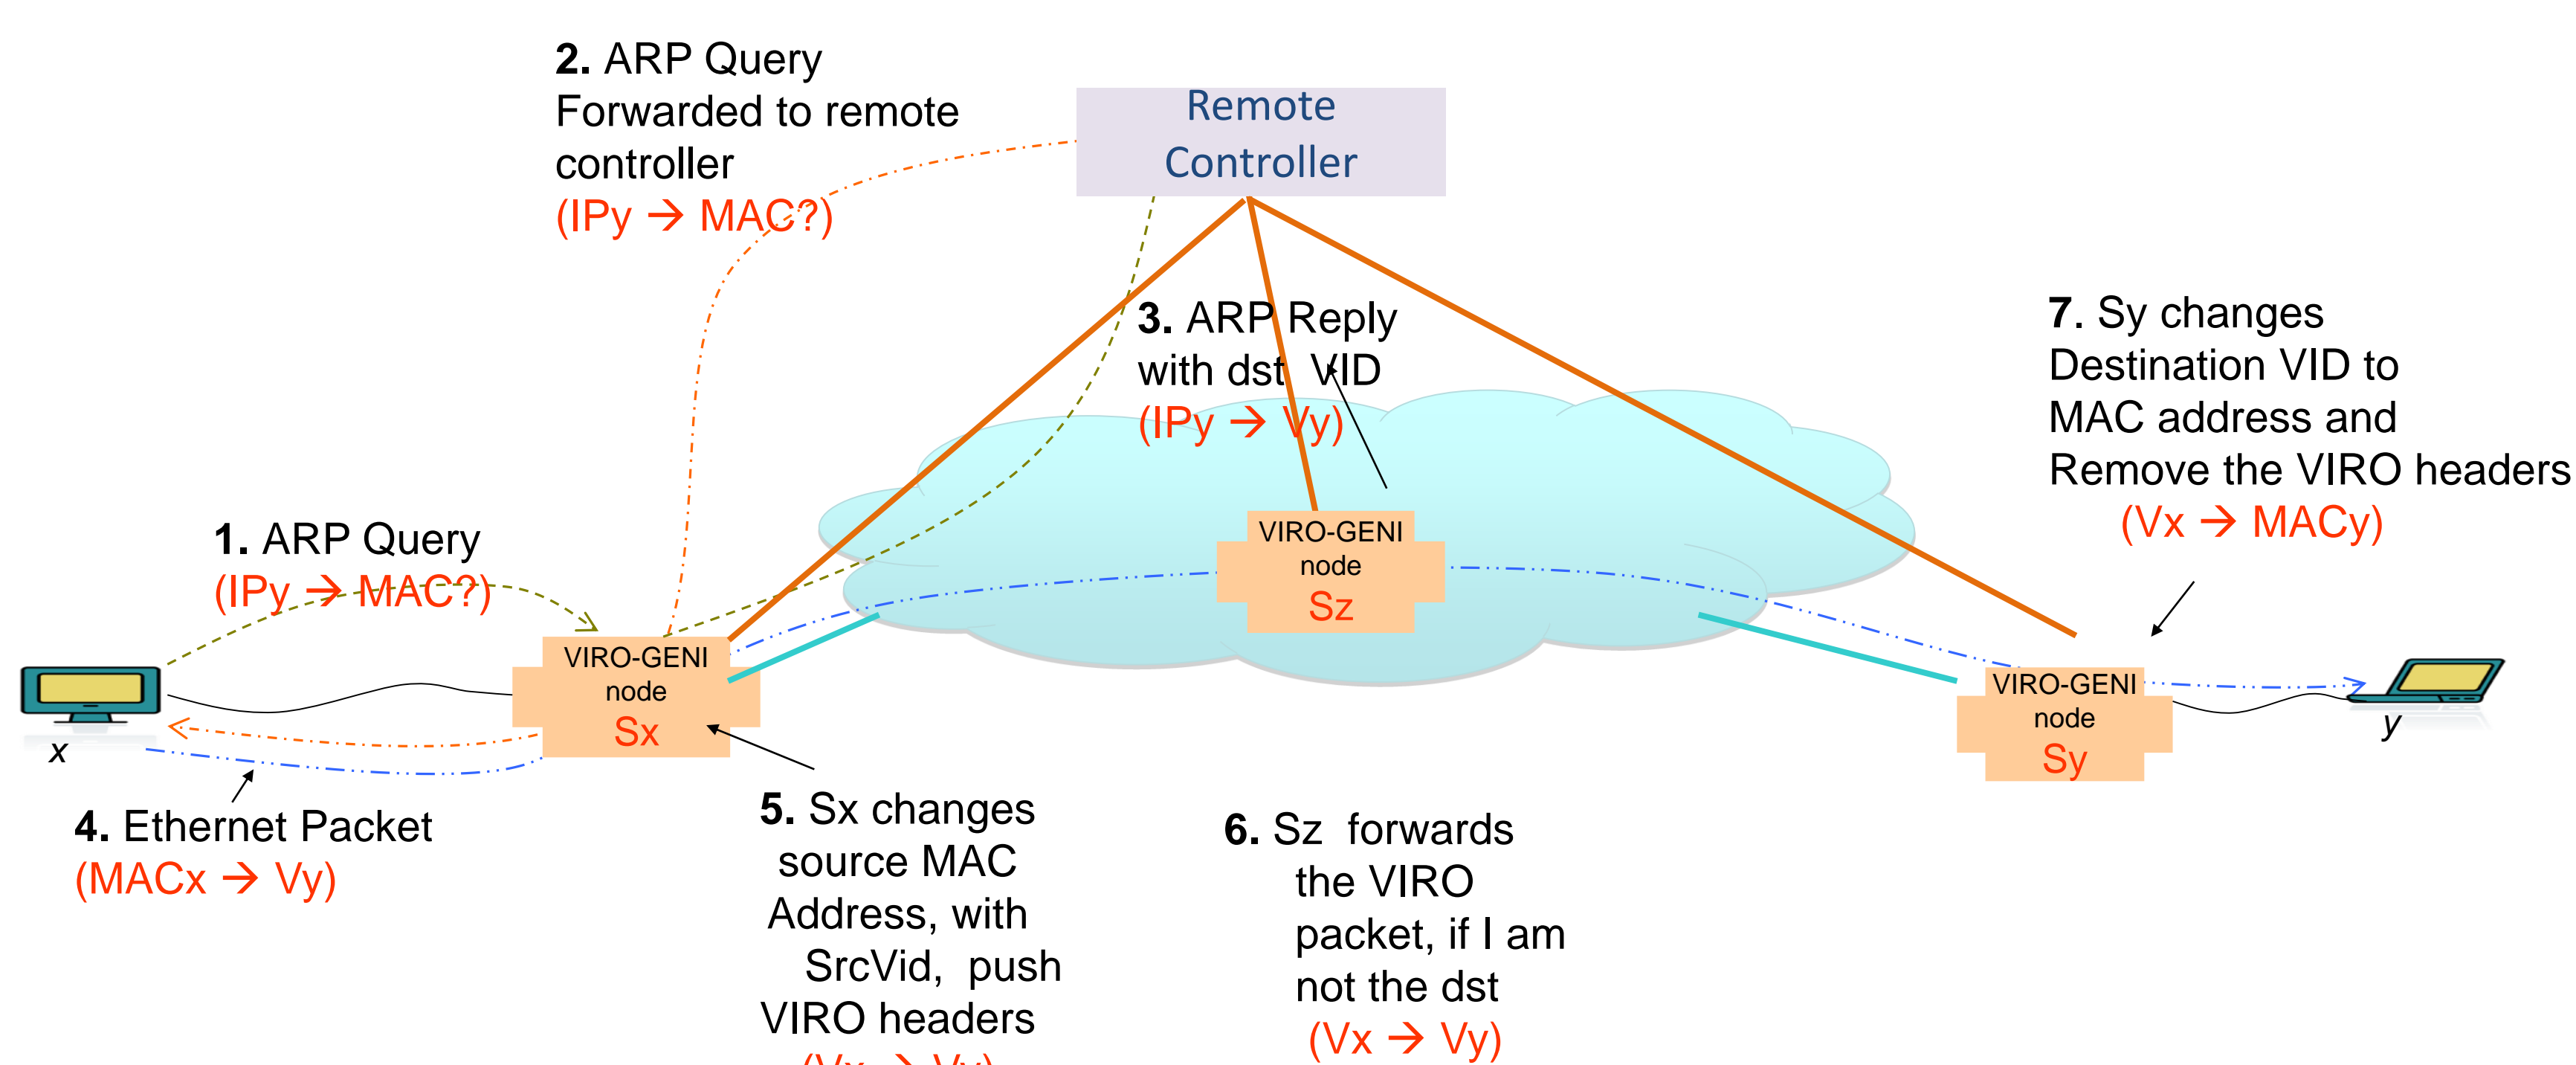 2. ARP Query
Forwarded to remote
controller
(IPy → MAC?)
Remote
Controller
3. ARP Reply
with dst VID
(IPy → Vy)
7. Sy changes
Destination VID to
MAC address and
Remove the VIRO headers
(Vx → MACy)
1. ARP Query
(IPy → MAC?)
VIRO-GENI
node
Sz
VIRO-GENI
node
Sx
VIRO-GENI
node
Sy
x
y
4. Ethernet Packet
(MACx → Vy)
5. Sx changes
source MAC
Address, with
SrcVid, push
VIRO headers
6. Sz forwards
the VIRO
packet, if I am
not the dst
(Vx → Vy)